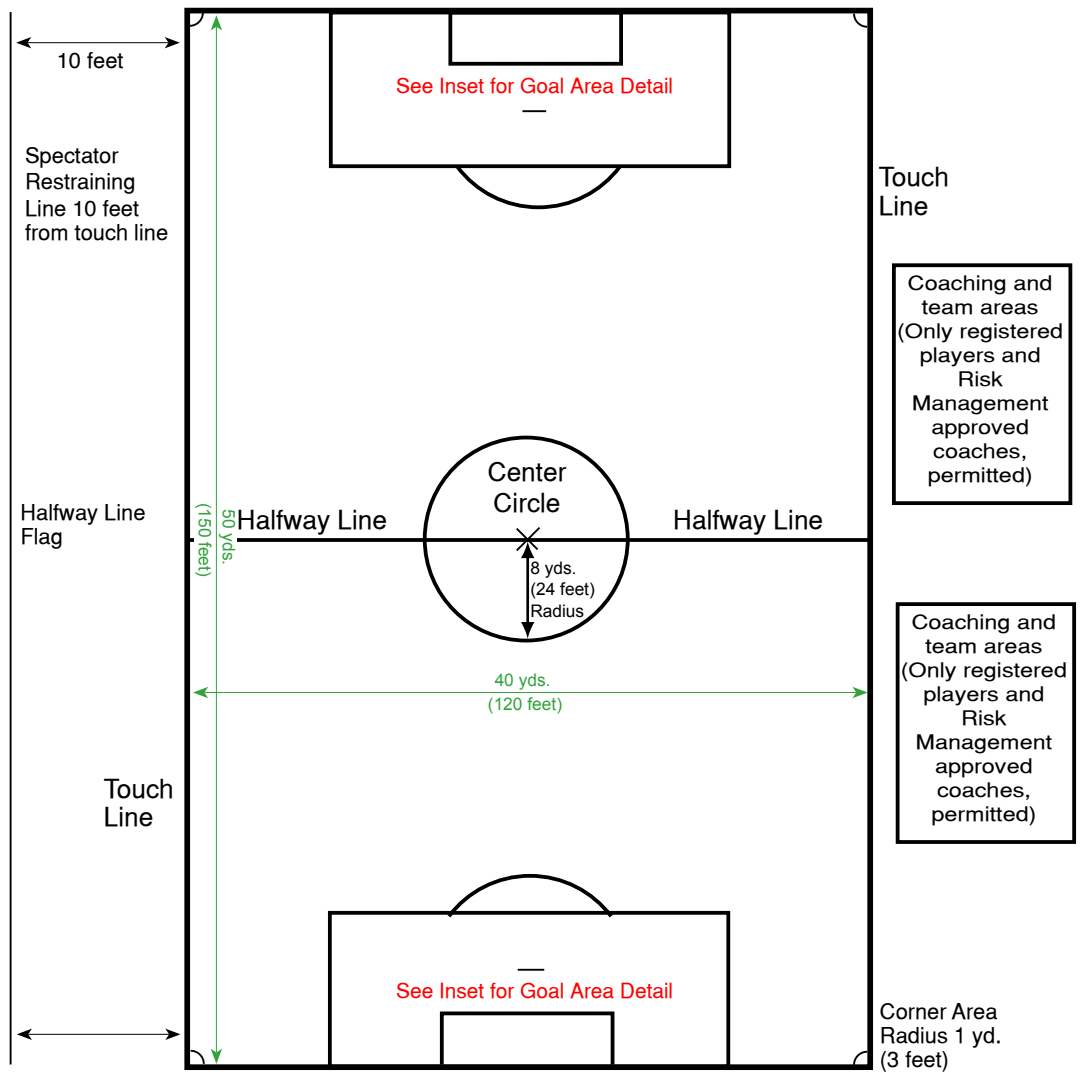 10 feet
See Inset for Goal Area Detail
Spectator
Restraining
Line 10 feet
from touch line
Touch
Line
Coaching and
team areas
(Only registered
players and
Risk
Management
approved
coaches,
permitted)
Center
Circle
Halfway Line
Flag
50 yds.
(150 feet)
Halfway Line
Halfway Line
8 yds.
(24 feet)
Radius
40 yds.
(120 feet)
Coaching and
team areas
(Only registered
players and
Risk
Management
approved
coaches,
permitted)
Touch
Line
See Inset for Goal Area Detail
Corner Area
Radius 1 yd.
(3 feet)